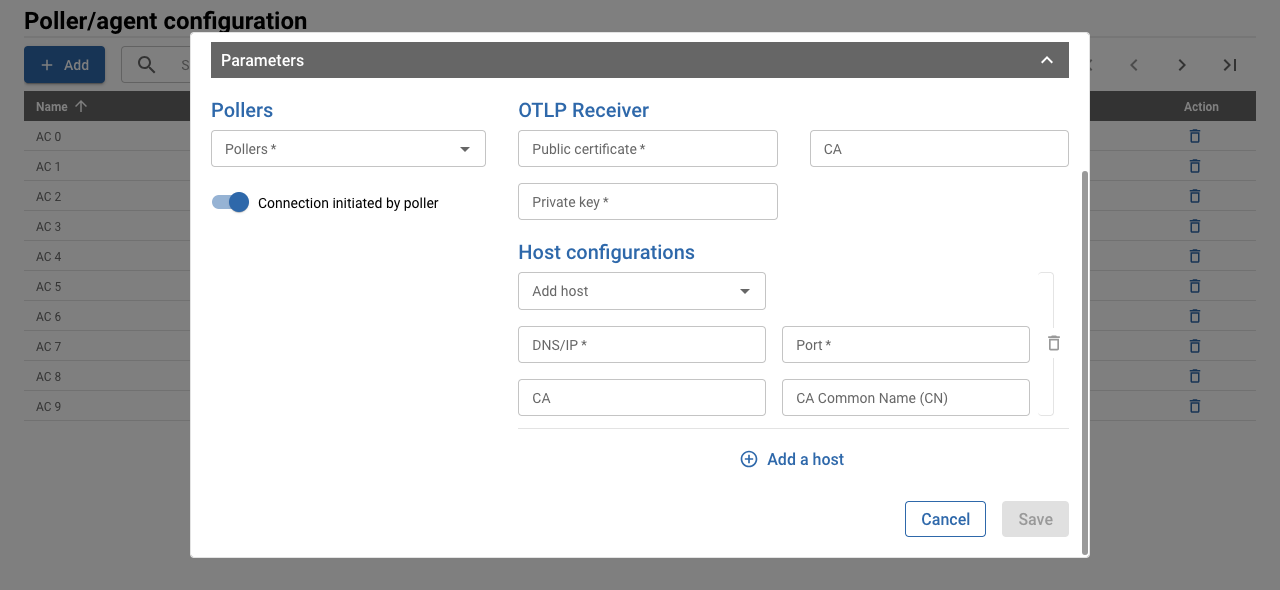 Poller/agent configuration
Add
S
Name
Action
AC 0
AC 1
AC 2
AC 3
AC 4
AC 5
AC 6
AC 7
AC 8
AC 9
Parameters
Pollers
Pollers *
Connection initiated by poller
OTLP Receiver
Public certificate *
CA
Private key *
Host configurations
Add host
DNS/IP *
Port *
CA
CA Common Name (CN)
Add a host
Cancel
Save